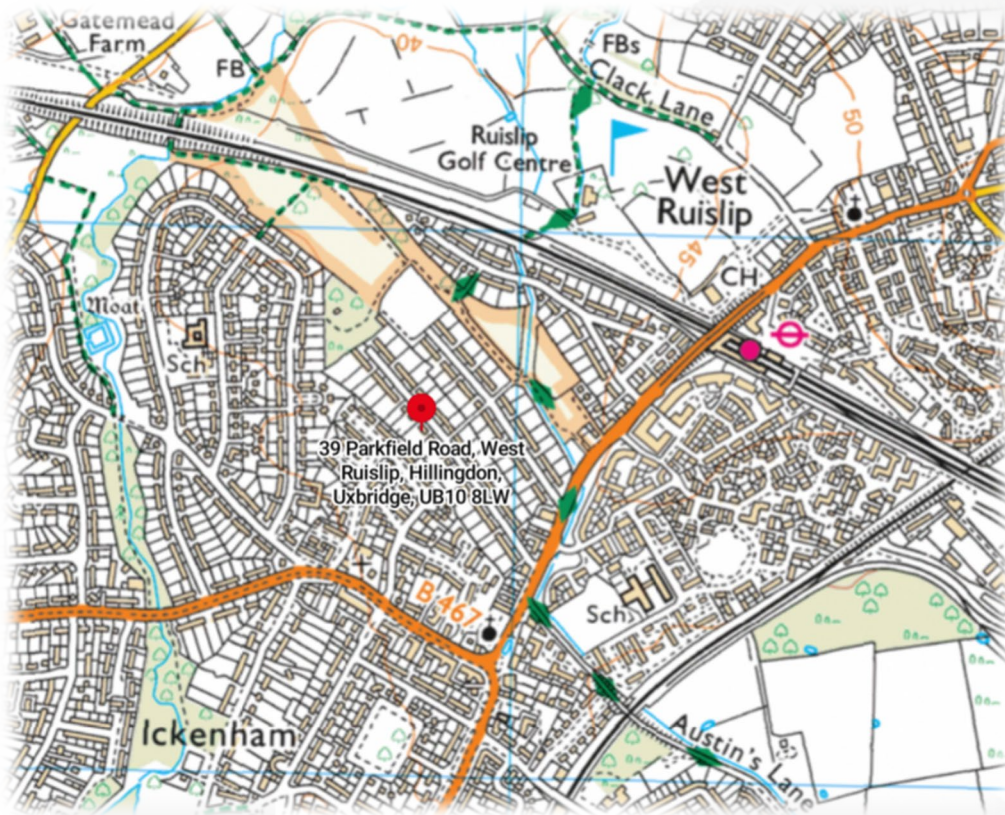 Gatemead
Farm
40
FBs
FB
Clack Lane
50
Ruislip
Golf Centre
West
Ruislip
2
45
CH
Moat
Sch
39 Parkfield Road, West
Ruislip, Hillingdon,
Uxbridge, UB10 8LW
B 467
Sch
Ickenham
Austin's Lane